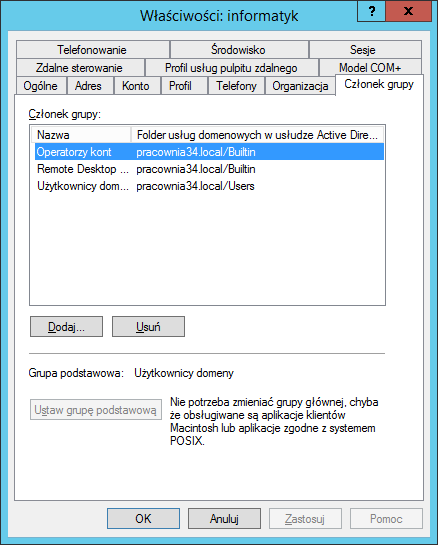 Właściwości: informatyk
? x
Telefonowanie Środowisko Sesje
Zdalne sterowanie Profil usług pulpitu zdalnego Model COM+
Ogólne Adres Konto Profil Telefony Organizacja Członek grupy
Członek grupy:
Nazwa Folder usług domenowych w usłudze Active Dire...
Operatorzy kont pracownia34.local/Builtin
Remote Desktop ... pracownia34.local/Builtin
Użytkownicy dom... pracownia34.local/Users
Dodaj... Usuń
Grupa podstawowa: Użytkownicy domeny
Ustaw grupę podstawową
Nie potrzeba zmieniać grupy głównej, chyba
że obsługiwane są aplikacje klientów
Macintosh lub aplikacje zgodne z systemem
POSIX.
OK Anuluj Zastosuj Pomoc